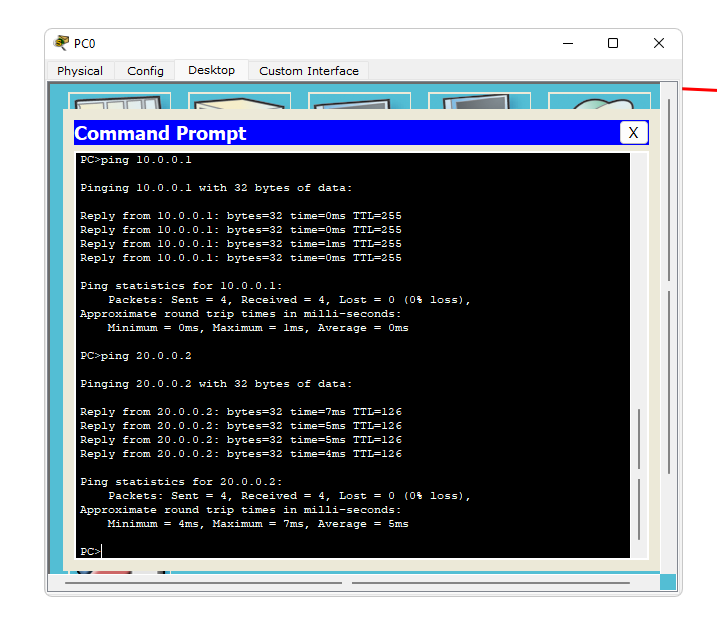 PC0
Physical Config Desktop Custom Interface
Command Prompt X
PC>ping 10.0.0.1
Pinging 10.0.0.1 with 32 bytes of data:
Reply from 10.0.0.1: bytes=32 time=0ms TTL=255
Reply from 10.0.0.1: bytes=32 time=0ms TTL=255
Reply from 10.0.0.1: bytes=32 time=1ms TTL=255
Reply from 10.0.0.1: bytes=32 time=0ms TTL=255
Ping statistics for 10.0.0.1:
Packets: Sent = 4, Received = 4, Lost = 0 (0% loss),
Approximate round trip times in milli-seconds:
Minimum = 0ms, Maximum = 1ms, Average = 0ms
PC>ping 20.0.0.2
Pinging 20.0.0.2 with 32 bytes of data:
Reply from 20.0.0.2: bytes=32 time=7ms TTL=126
Reply from 20.0.0.2: bytes=32 time=5ms TTL=126
Reply from 20.0.0.2: bytes=32 time=5ms TTL=126
Reply from 20.0.0.2: bytes=32 time=4ms TTL=126
Ping statistics for 20.0.0.2:
Packets: Sent = 4, Received = 4, Lost = 0 (0% loss),
Approximate round trip times in milli-seconds:
Minimum = 4ms, Maximum = 7ms, Average = 5ms
PC>